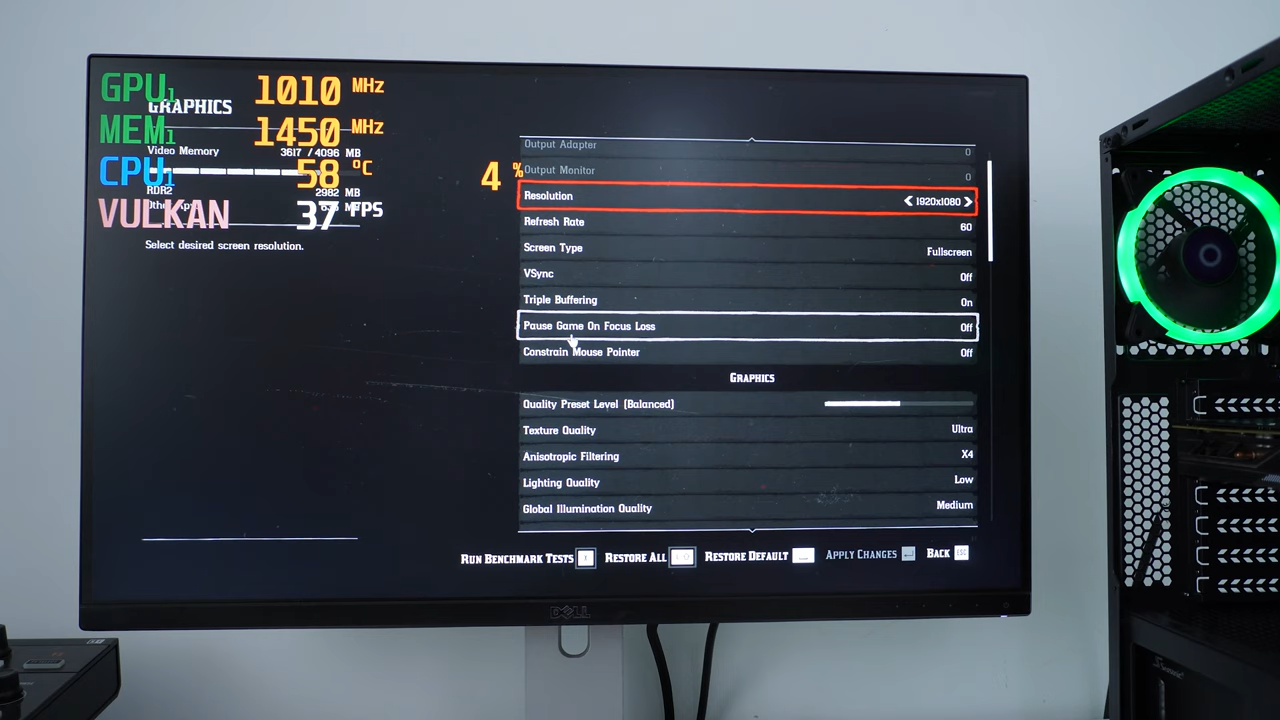 GPU1 1010 MHz
GRAPHICS
MEM1 1450 MHz
Video Memory 3617 / 4096 MB
CPU1 58 °C 4 %
RDR2 2982 MB
VULKAN 37 FPS
Select desired screen resolution.
Output Adapter 0
Output Monitor 0
Resolution 1920x1080
Refresh Rate 60
Screen Type Fullscreen
VSync Off
Triple Buffering On
Pause Game On Focus Loss Off
Constrain Mouse Pointer Off
GRAPHICS
Quality Preset Level (Balanced)
Texture Quality Ultra
Anisotropic Filtering X4
Lighting Quality Low
Global Illumination Quality Medium
RUN BENCHMARK TESTS RESTORE ALL RESTORE DEFAULT APPLY CHANGES BACK ESC
DELL